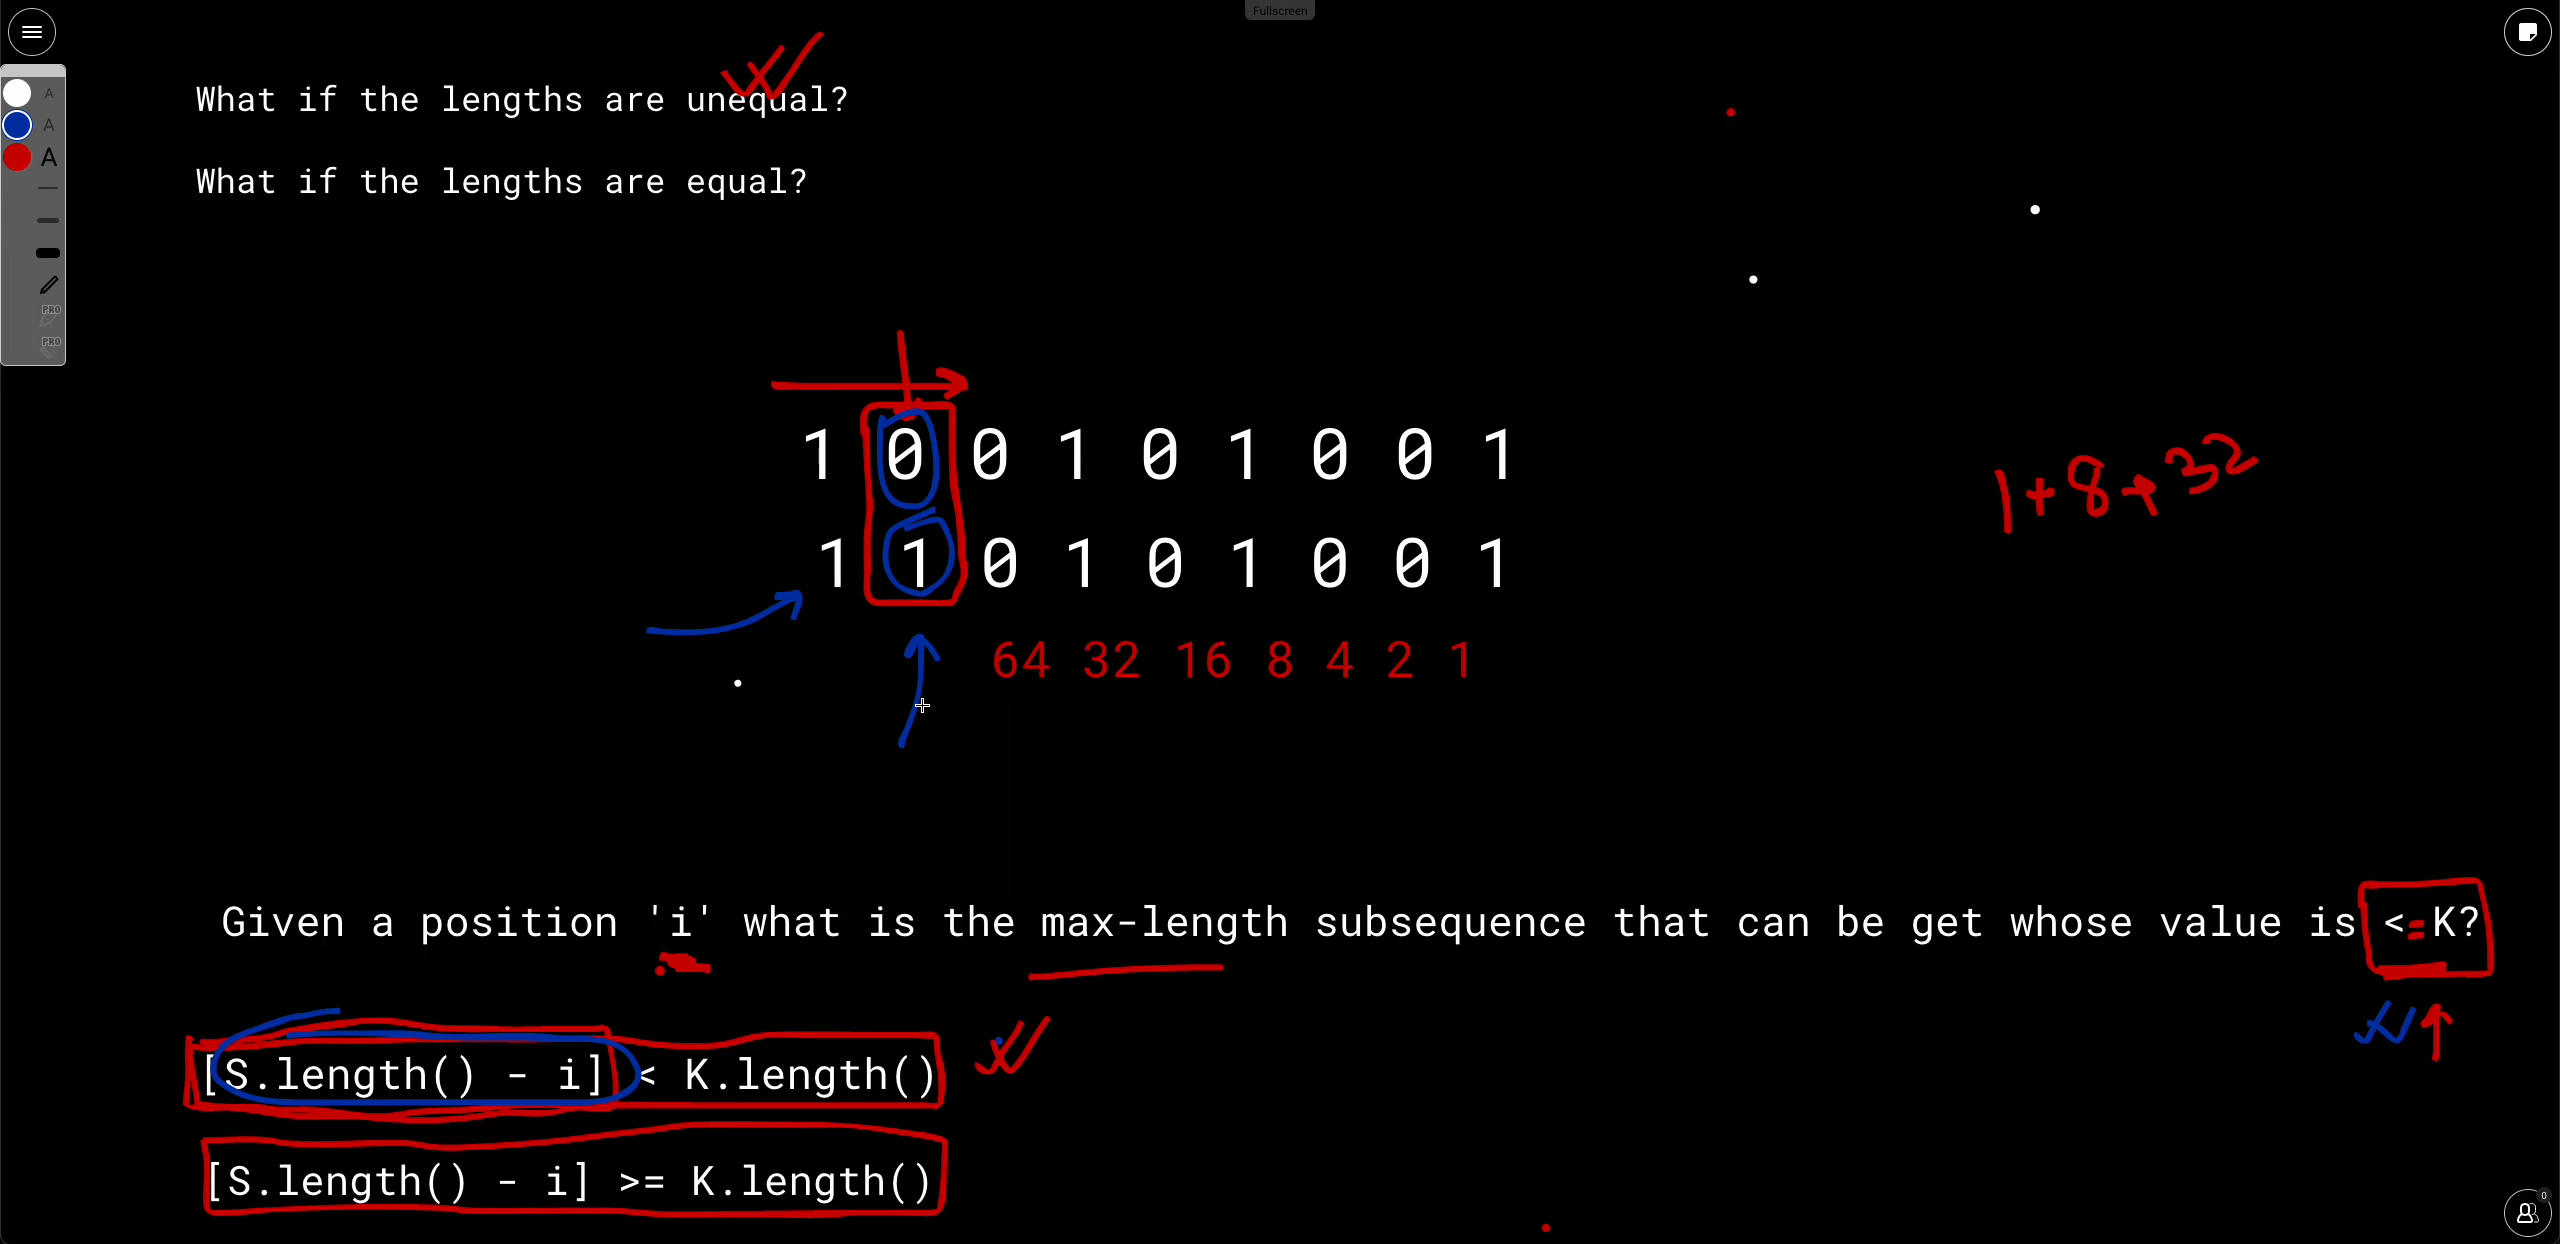 Fullscreen
A
A
A
PRO
PRO
What if the lengths are unequal?
What if the lengths are equal?
1 0 0 1 0 1 0 0 1
1 1 0 1 0 1 0 0 1
64 32 16 8 4 2 1
1+8+32
Given a position 'i' what is the max-length subsequence that can be get whose value is <=K?
[S.length() - i] < K.length()
[S.length() - i] >= K.length()
0